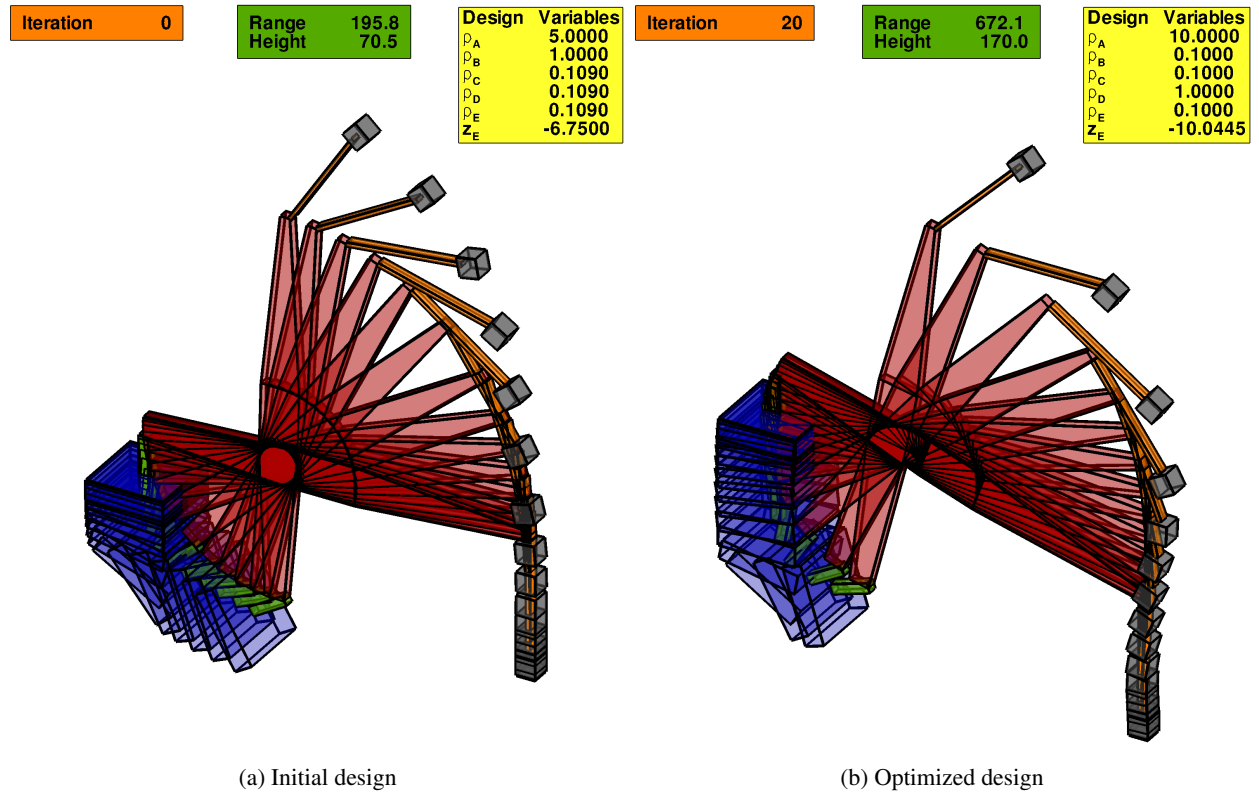 Iteration 0
Range 195.8
Height 70.5
Design Variables
ρA 5.0000
ρB 1.0000
ρC 0.1090
ρD 0.1090
ρE 0.1090
zE -6.7500
Iteration 20
Range 672.1
Height 170.0
Design Variables
ρA 10.0000
ρB 0.1000
ρC 0.1000
ρD 1.0000
ρE 0.1000
zE -10.0445
(a) Initial design
(b) Optimized design